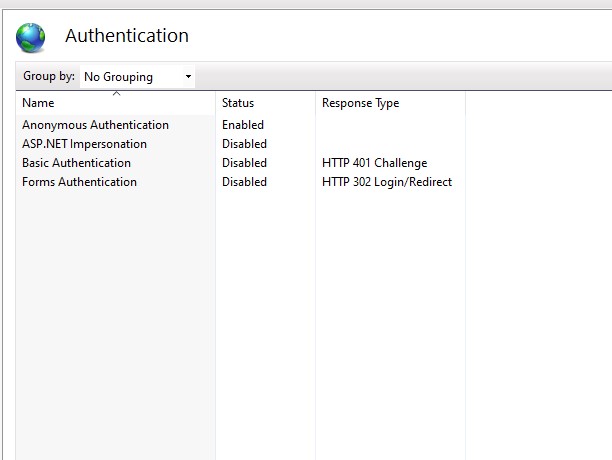 Authentication
Group by: No Grouping
Name Status Response Type
Anonymous Authentication Enabled
ASP.NET Impersonation Disabled
Basic Authentication Disabled HTTP 401 Challenge
Forms Authentication Disabled HTTP 302 Login/Redirect